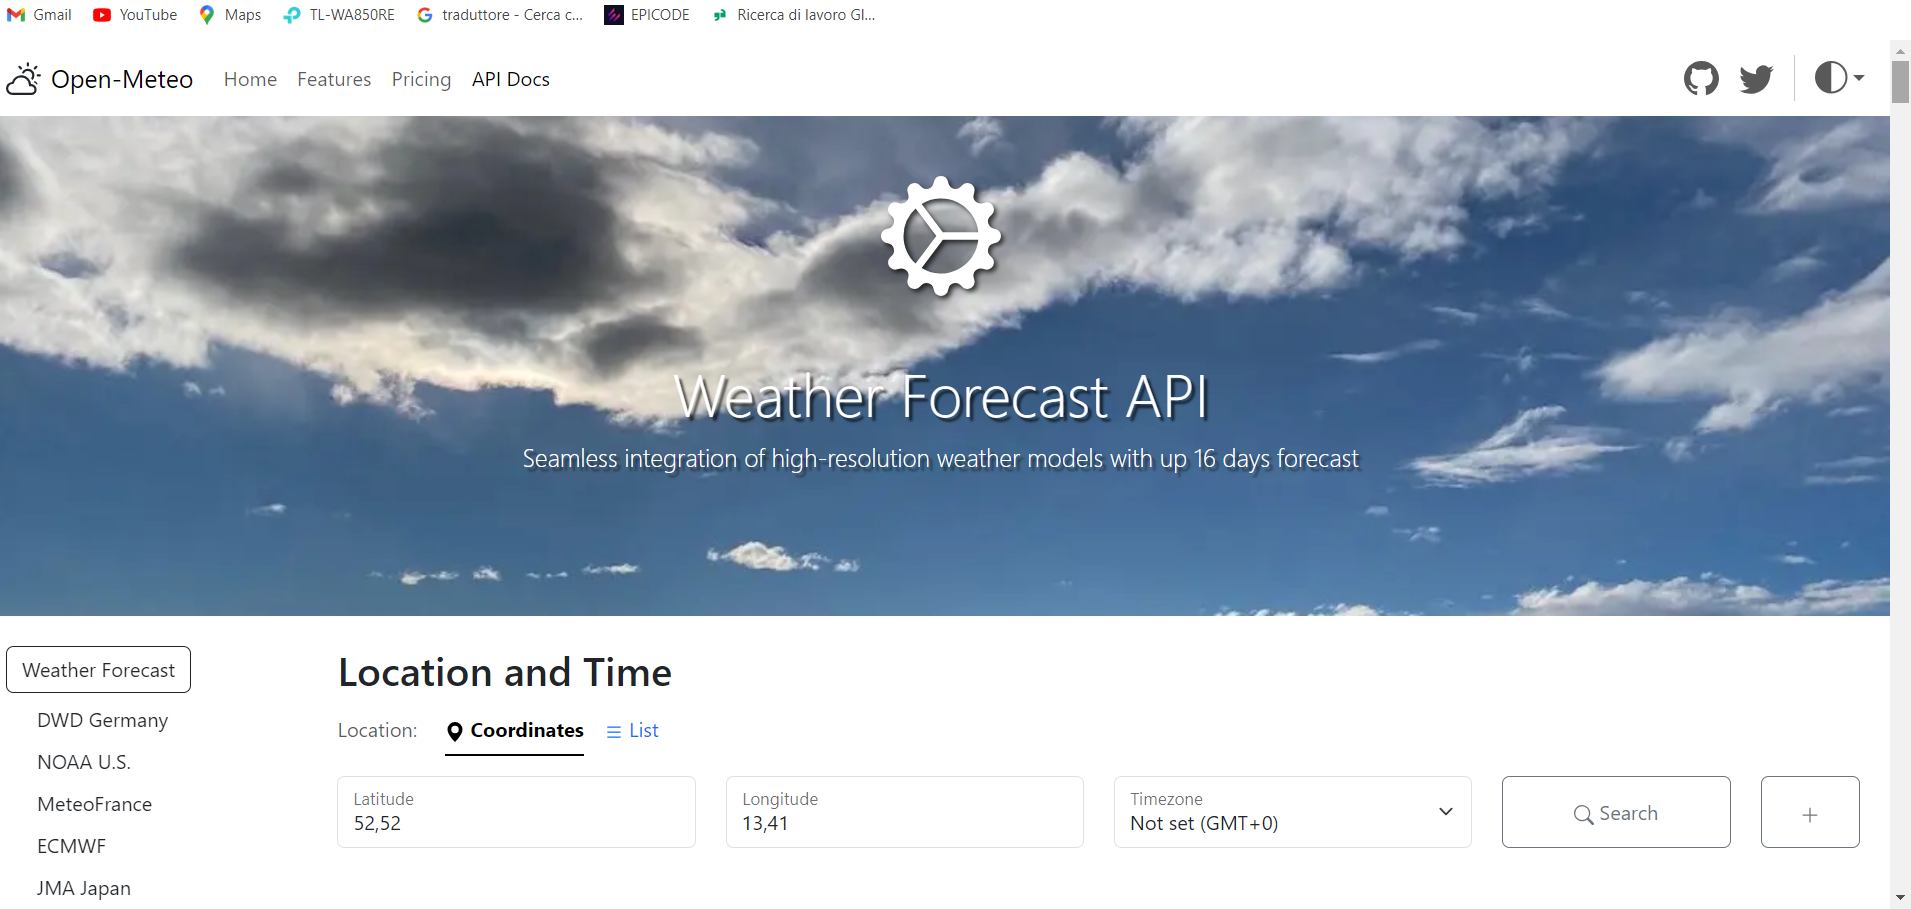 Gmail YouTube Maps TL-WA850RE traduttore - Cerca c... EPICODE Ricerca di lavoro Gl...
Open-Meteo Home Features Pricing API Docs
Weather Forecast API
Seamless integration of high-resolution weather models with up 16 days forecast
Weather Forecast
DWD Germany
NOAA U.S.
MeteoFrance
ECMWF
JMA Japan
Location and Time
Location: Coordinates List
Latitude Longitude Timezone
52,52 13,41 Not set (GMT+0) Search +